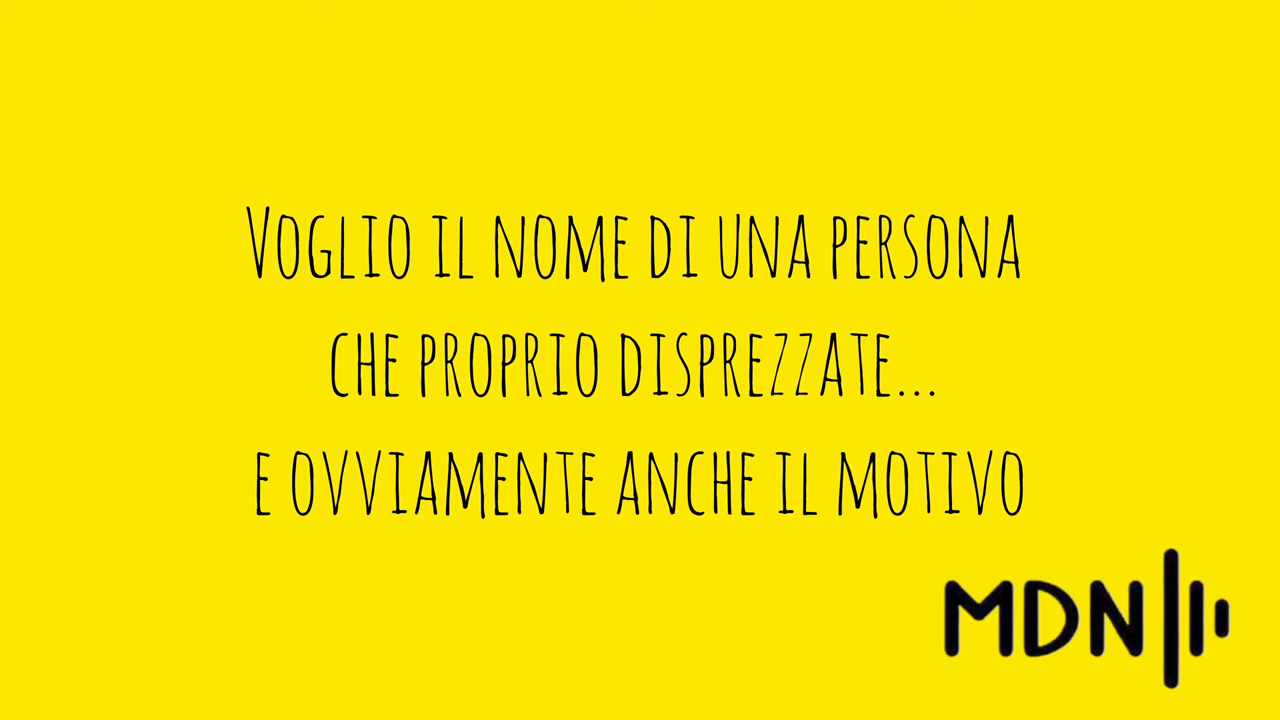 Voglio il nome di una persona
che proprio disprezzate...
e ovviamente anche il motivo
MDN